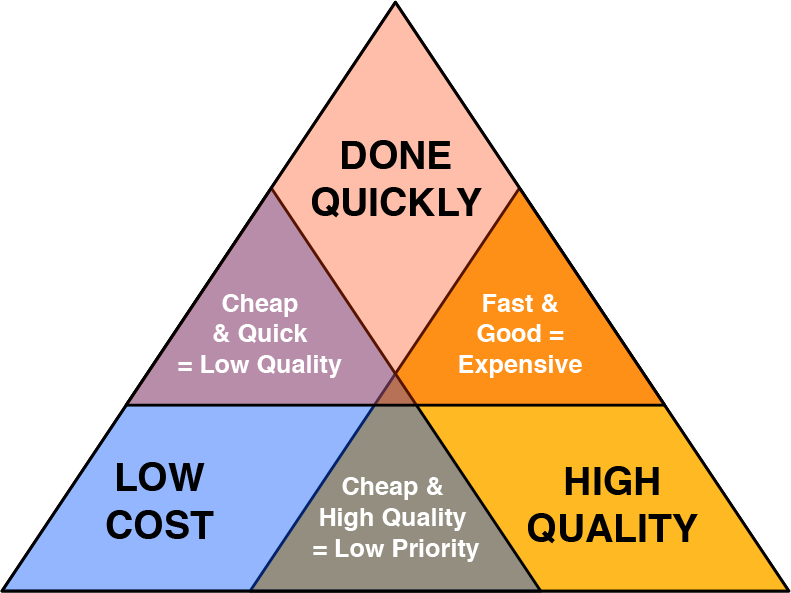 DONE
QUICKLY
Cheap
& Quick
= Low Quality
Fast &
Good =
Expensive
LOW
COST
Cheap &
High Quality
= Low Priority
HIGH
QUALITY